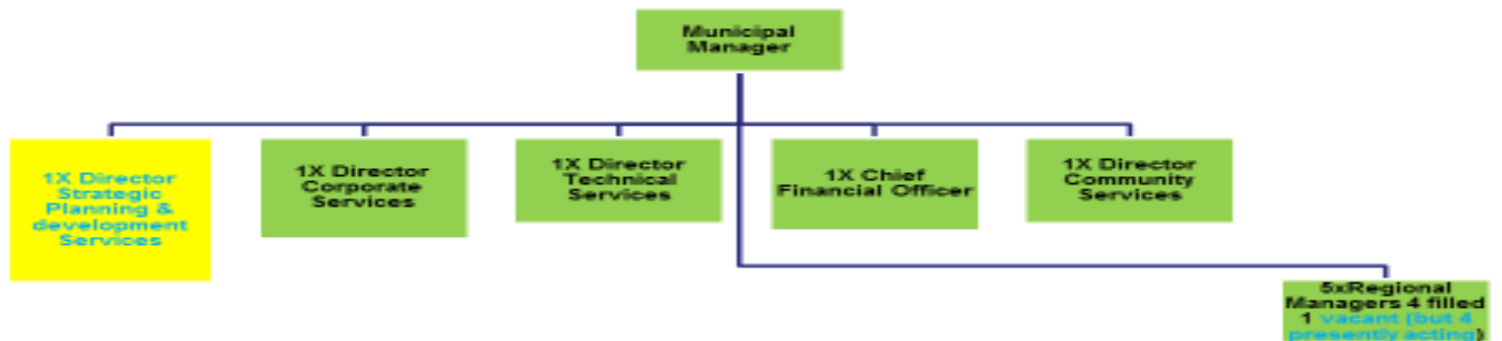 Municipal
Manager
1X Director
Strategic
Planning &
development
Services
1X Director
Corporate
Services
1X Director
Technical
Services
1X Chief
Financial Officer
1X Director
Community
Services
5xRegional
Managers 4 filled
1 vacant (but 4
presently acting)